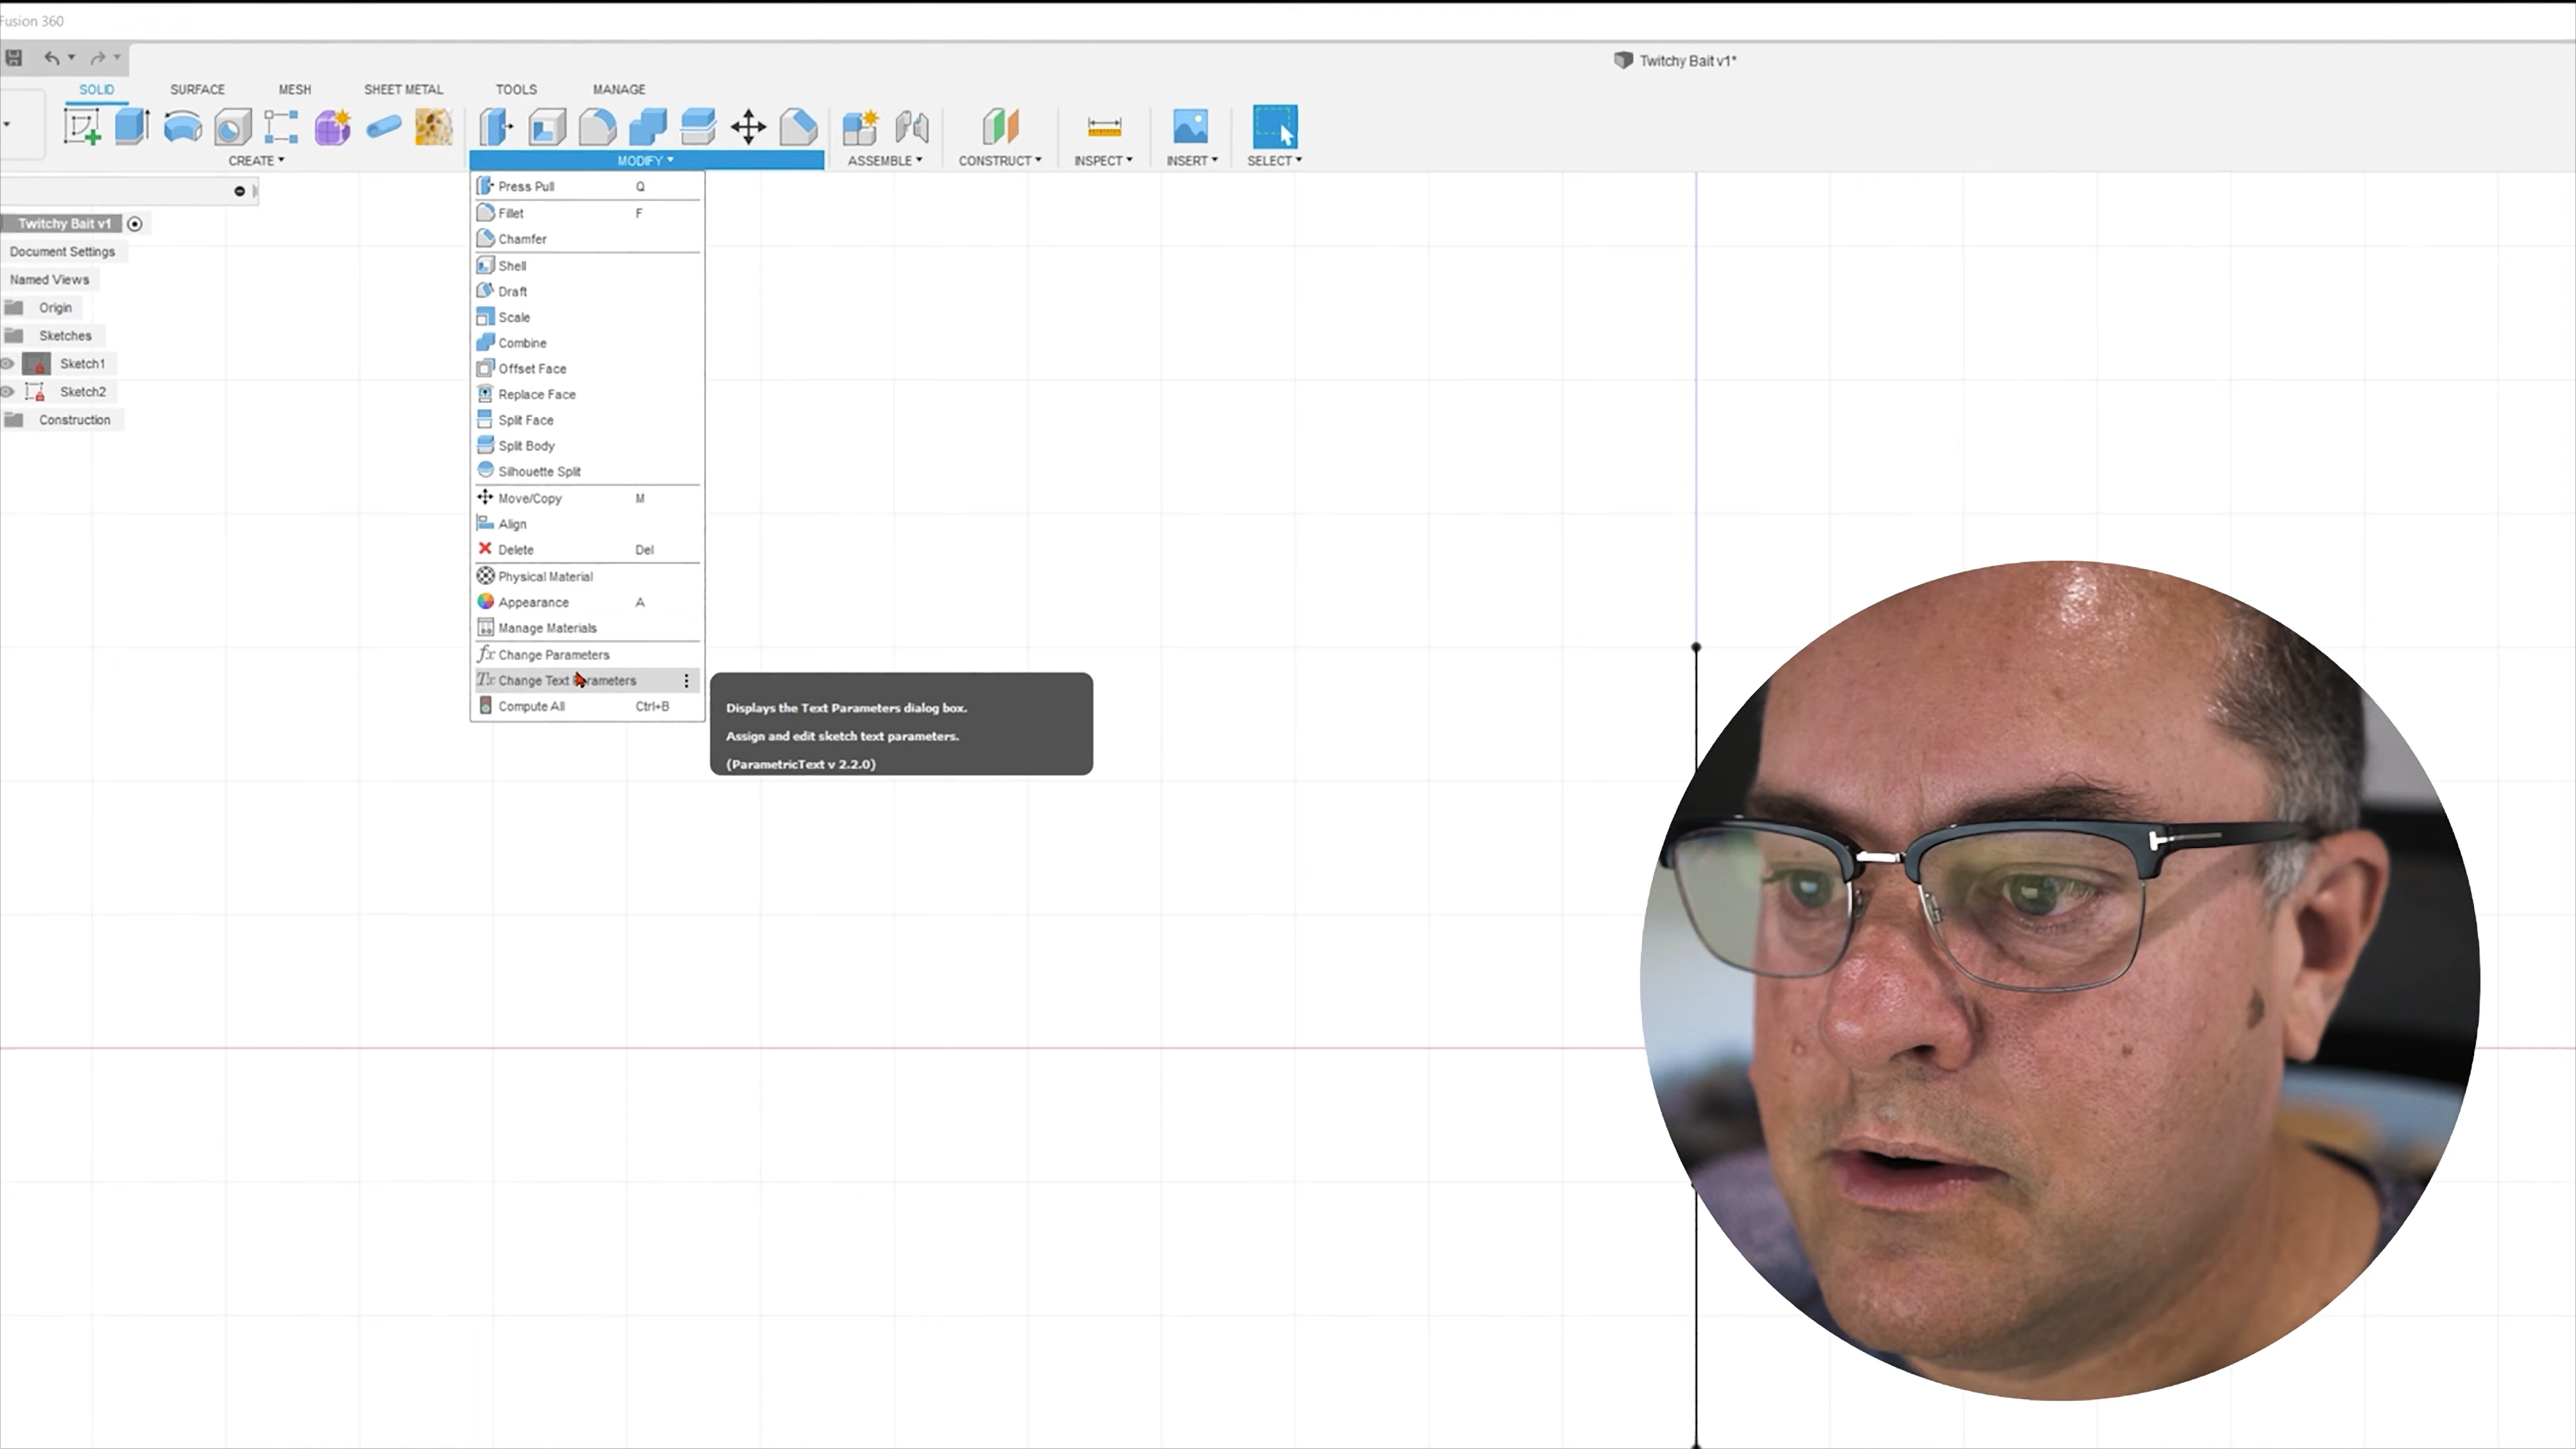 Fusion 360
Twitchy Bait v1*
SOLID SURFACE MESH SHEET METAL TOOLS MANAGE
CREATE MODIFY ASSEMBLE CONSTRUCT INSPECT INSERT SELECT
Twitchy Bait v1
Document Settings
Named Views
Origin
Sketches
Sketch1
Sketch2
Construction
Press Pull Q
Fillet F
Chamfer
Shell
Draft
Scale
Combine
Offset Face
Replace Face
Split Face
Split Body
Silhouette Split
Move/Copy M
Align
Delete Del
Physical Material
Appearance A
Manage Materials
fx Change Parameters
Tx Change Text Parameters
Compute All Ctrl+B
Displays the Text Parameters dialog box.
Assign and edit sketch text parameters.
(ParametricText v 2.2.0)